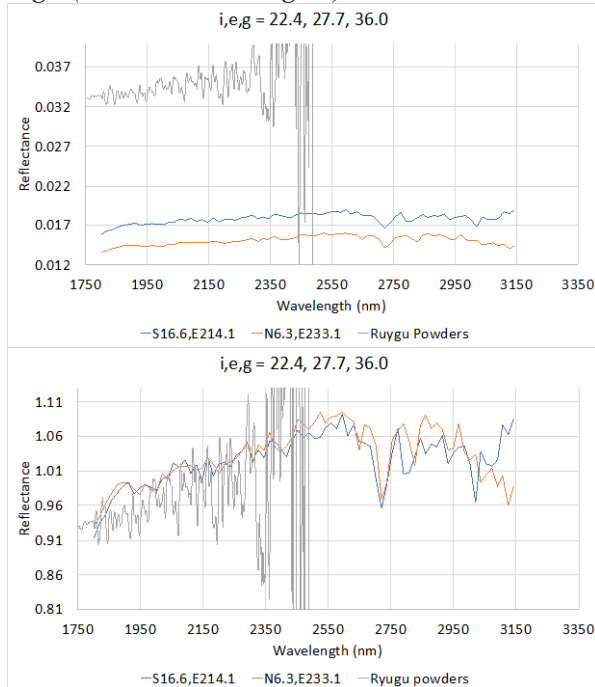 i,e,g = 22.4, 27.7, 36.0
0.037
0.032
0.027
0.022
0.017
0.012
Reflectance
1750 1950 2150 2350 2550 2750 2950 3150 3350
Wavelength (nm)
S16.6,E214.1 N6.3,E233.1 Ruygu Powders
i,e,g = 22.4, 27.7, 36.0
1.11
1.06
1.01
0.96
0.91
0.86
0.81
Reflectance
1750 1950 2150 2350 2550 2750 2950 3150 3350
Wavelength (nm)
S16.6,E214.1 N6.3,E233.1 Ryugu powders